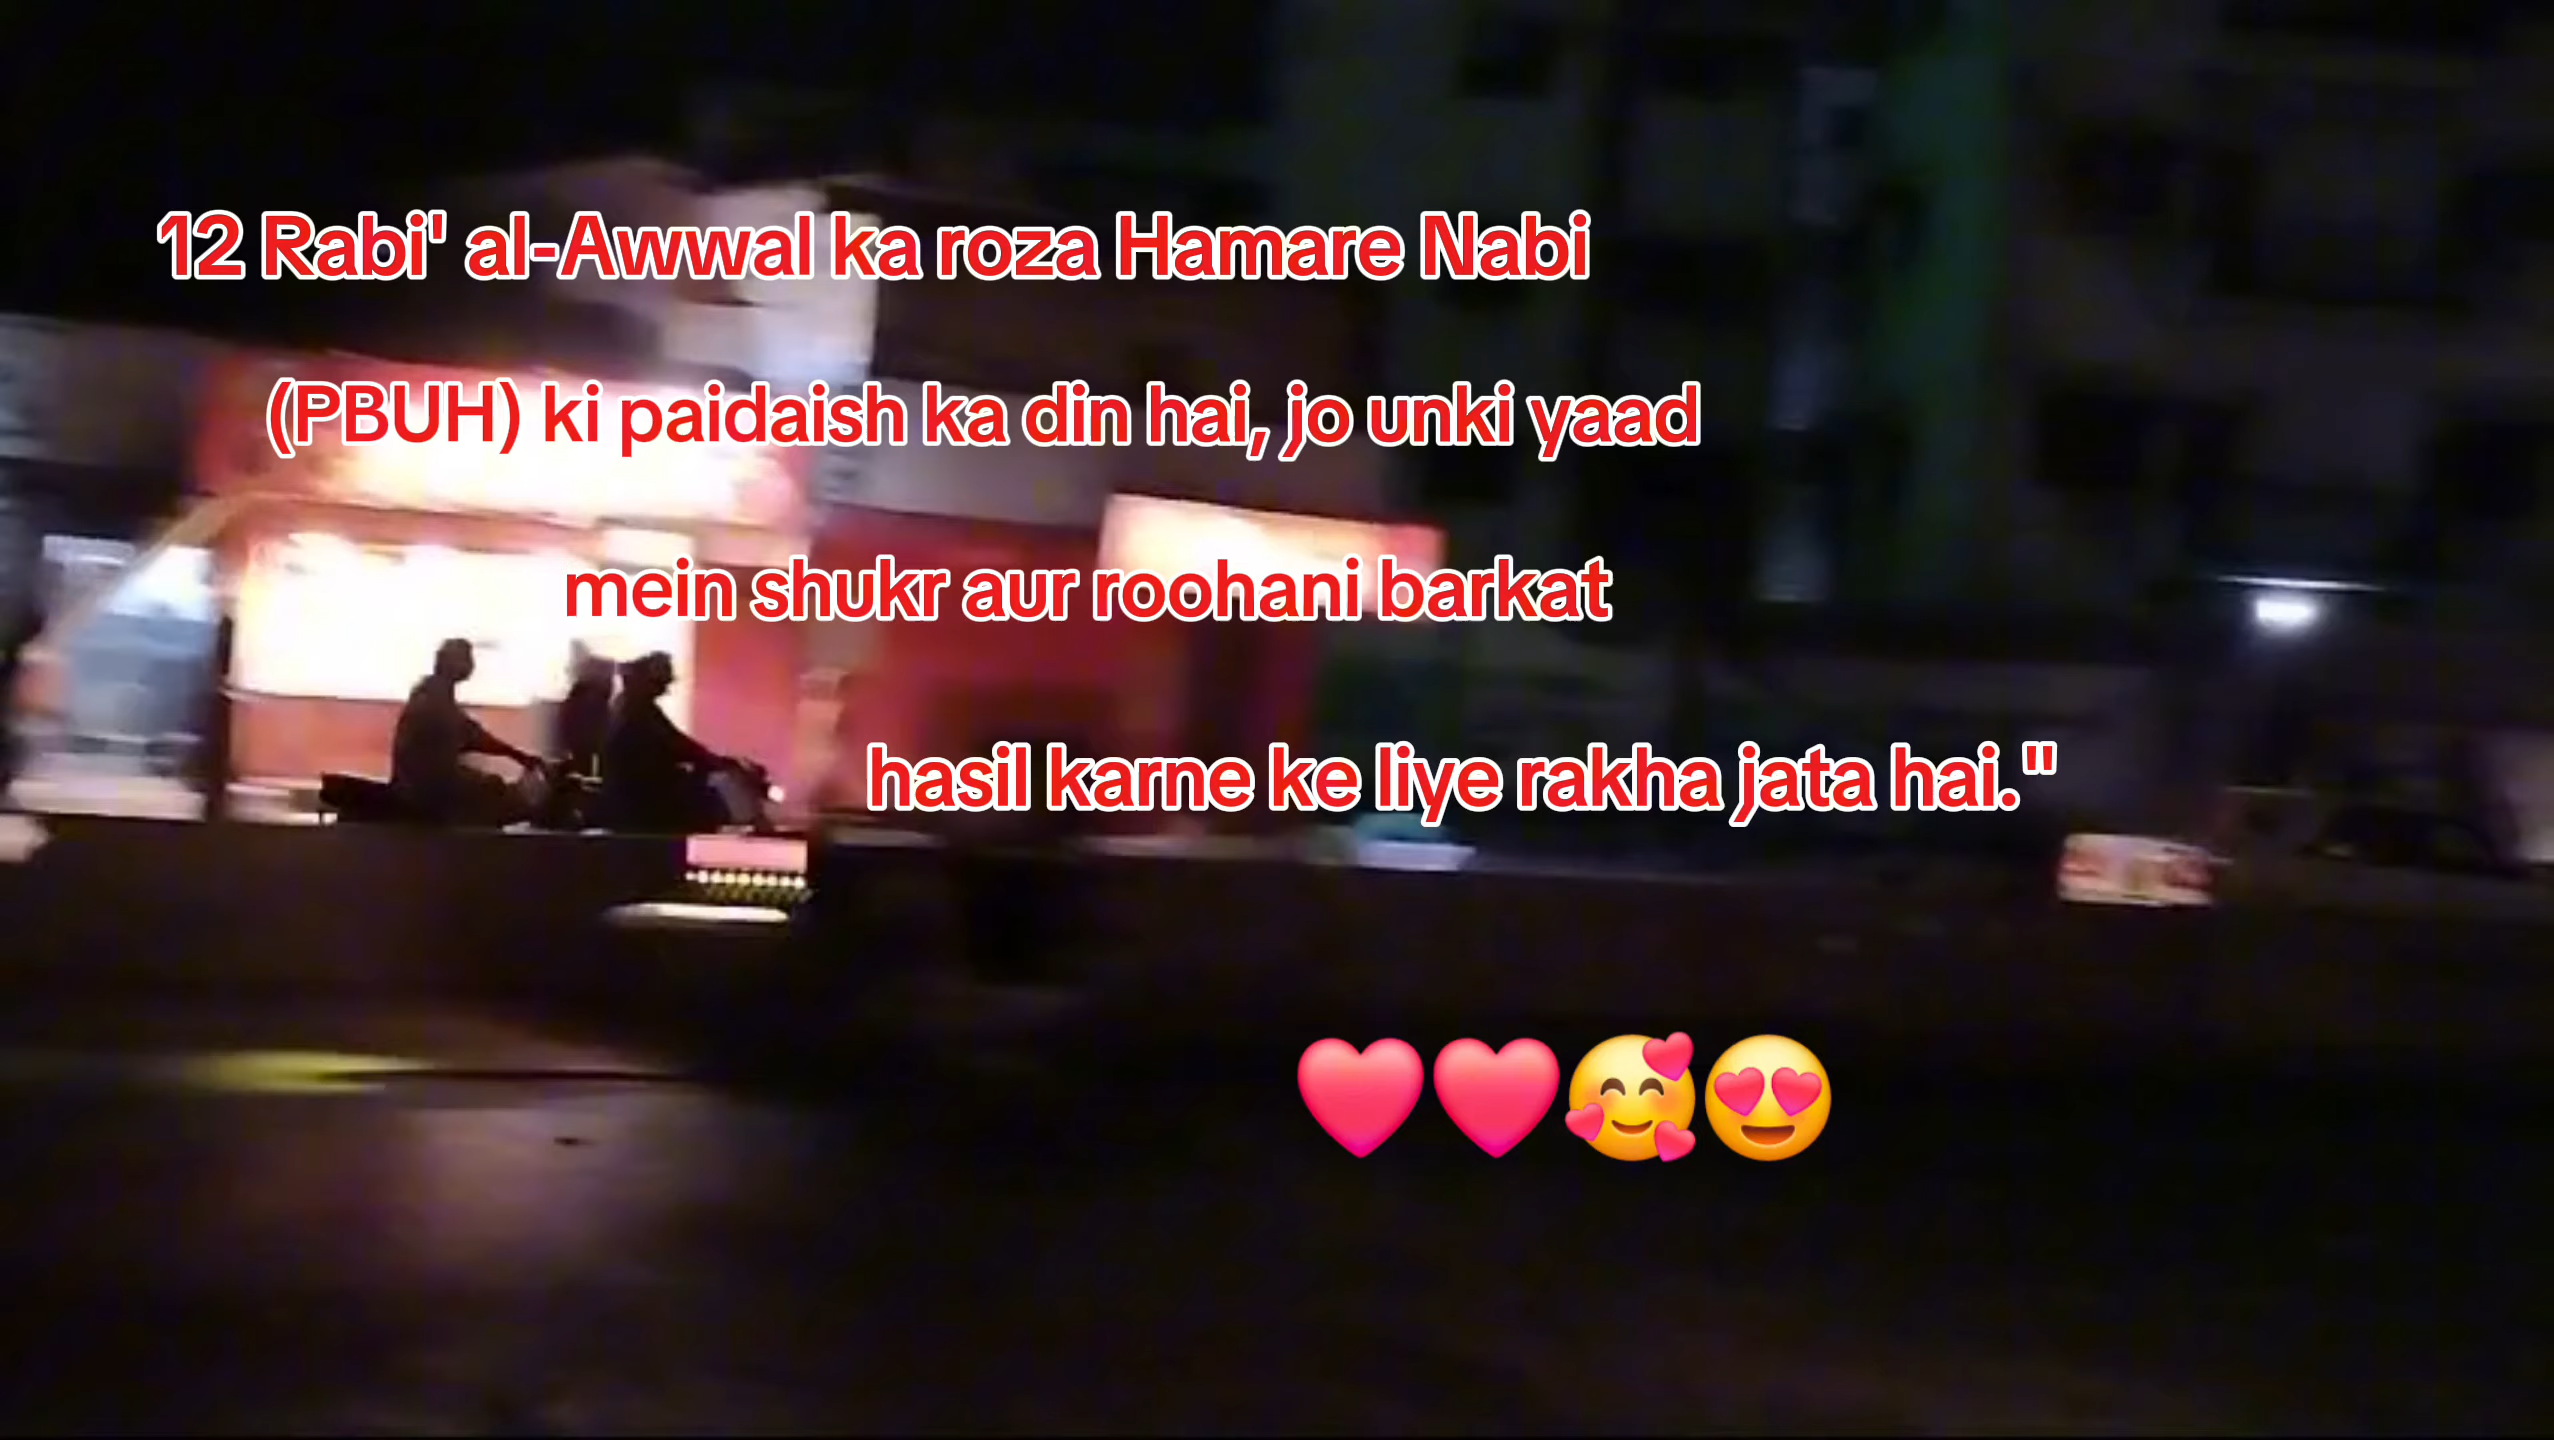 12 Rabi' al-Awwal ka roza Hamare Nabi
(PBUH) ki paidaish ka din hai, jo unki yaad
mein shukr aur roohani barkat
hasil karne ke liye rakha jata hai."